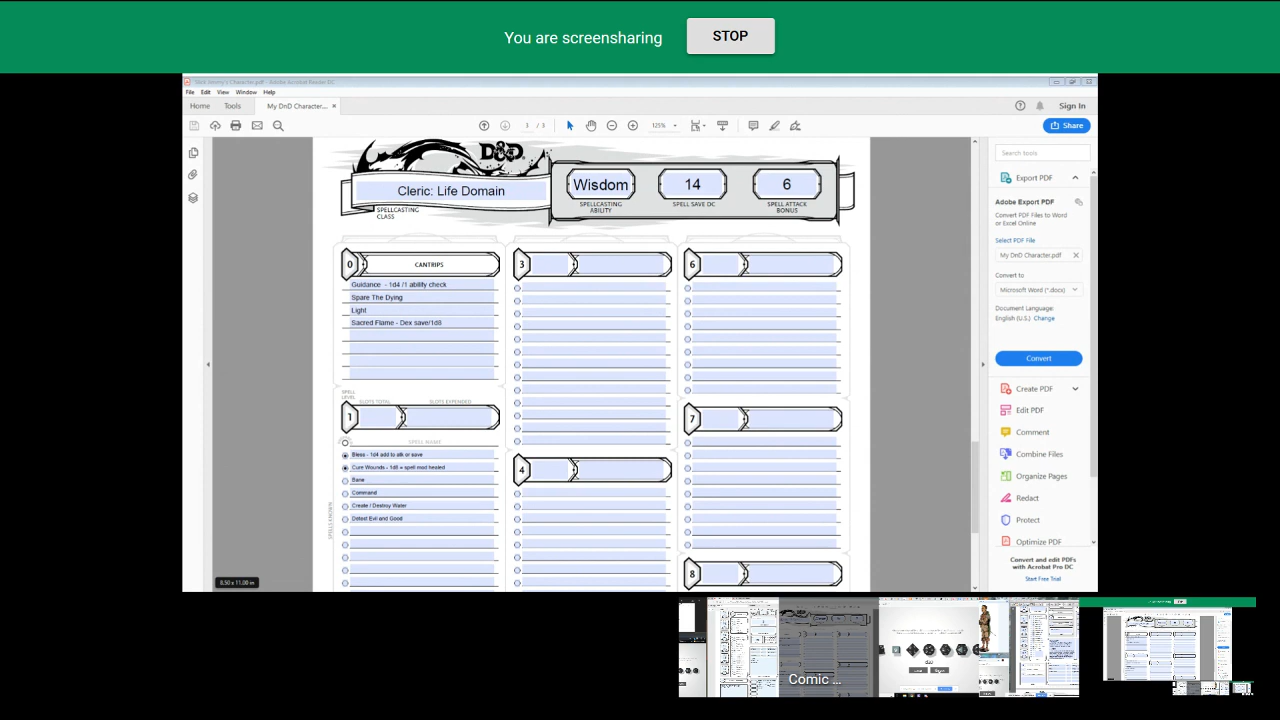 You are screensharing
STOP
Slick Jimmy's Character.pdf - Adobe Acrobat Reader DC
File Edit View Window Help
Home Tools My DnD Character... × Sign In
3 / 3 125% Share
D&D
Cleric: Life Domain
SPELLCASTING CLASS
Wisdom 14 6
SPELLCASTING ABILITY SPELL SAVE DC SPELL ATTACK BONUS
0 CANTRIPS
Guidance - 1d4 /1 ability check
Spare The Dying
Light
Sacred Flame - Dex save/1d8
SPELL LEVEL SLOTS TOTAL SLOTS EXPENDED
1
SPELL NAME
Bless - 1d4 add to atk or save
Cure Wounds - 1d8 + spell mod healed
Bane
Command
Create / Destroy Water
Detect Evil and Good
SPELLS KNOWN
3
4
6
7
8
8.50 x 11.00 in
Search tools
Export PDF
Adobe Export PDF
Convert PDF Files to Word
or Excel Online
Select PDF File
My DnD Character.pdf ×
Convert to
Microsoft Word (*.docx)
Document Language:
English (U.S.) Change
Convert
Create PDF
Edit PDF
Comment
Combine Files
Organize Pages
Redact
Protect
Optimize PDF
Convert and edit PDFs
with Acrobat Pro DC
Start Free Trial
Comic ...